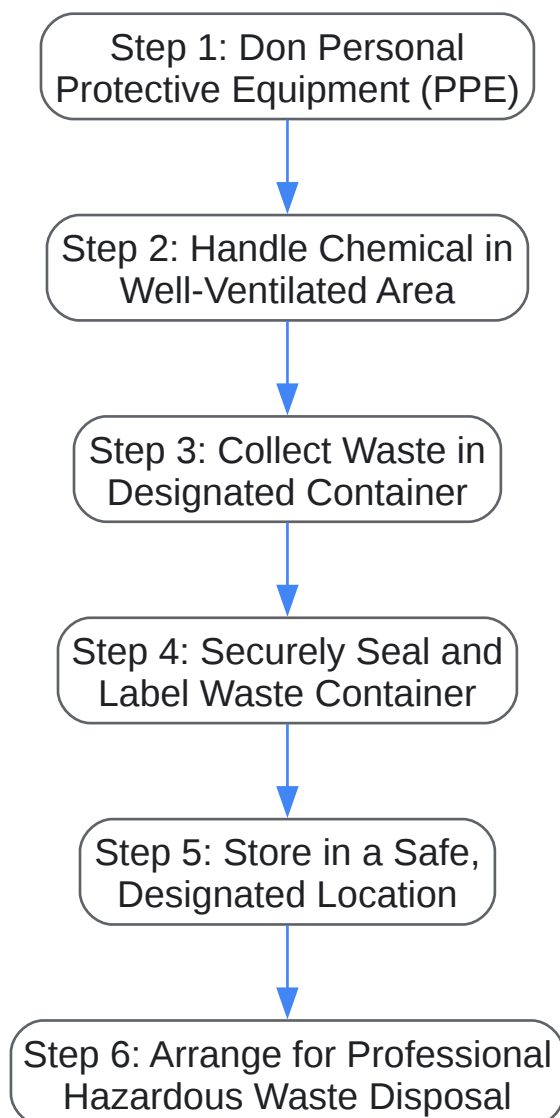 Step 1: Don Personal
Protective Equipment (PPE)
Step 2: Handle Chemical in
Well-Ventilated Area
Step 3: Collect Waste in
Designated Container
Step 4: Securely Seal and
Label Waste Container
Step 5: Store in a Safe,
Designated Location
Step 6: Arrange for Professional
Hazardous Waste Disposal